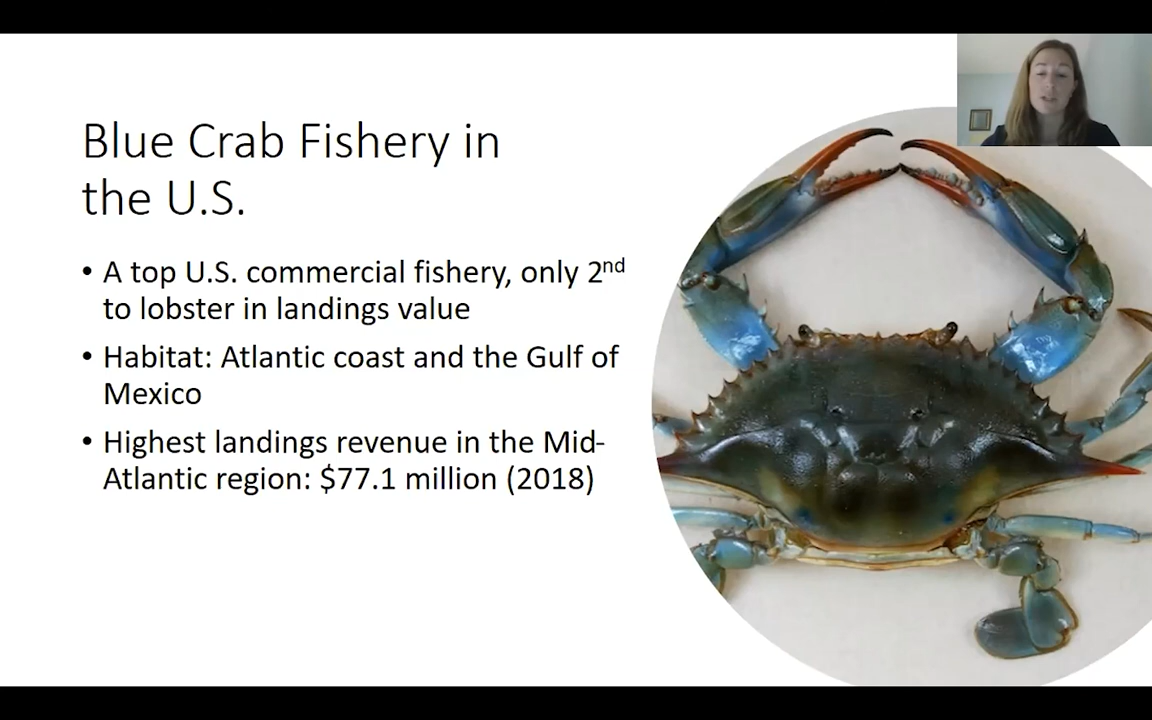 Blue Crab Fishery in
the U.S.
• A top U.S. commercial fishery, only 2nd
to lobster in landings value
• Habitat: Atlantic coast and the Gulf of
Mexico
• Highest landings revenue in the Mid-
Atlantic region: $77.1 million (2018)